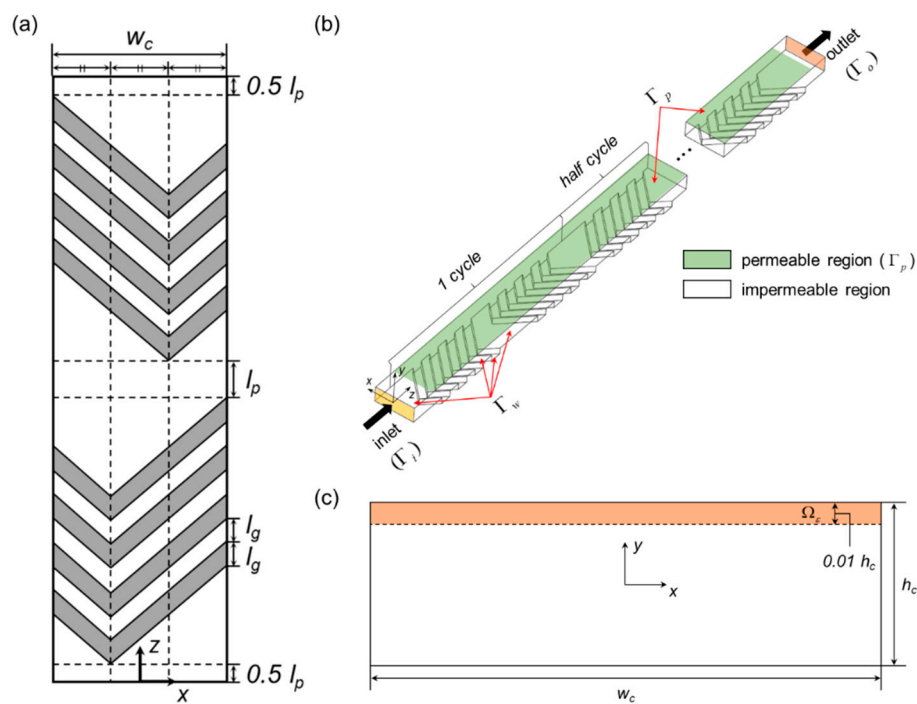 (a)
w_c
0.5 l_p
l_p
l_g
l_g
z
x
0.5 l_p
(b)
outlet
(Γ_o)
Γ_p
half cycle
...
1 cycle
permeable region (Γ_p)
impermeable region
x
y
z
Γ_w
inlet
(Γ_i)
(c)
Ω_ε
0.01 h_c
y
x
h_c
w_c